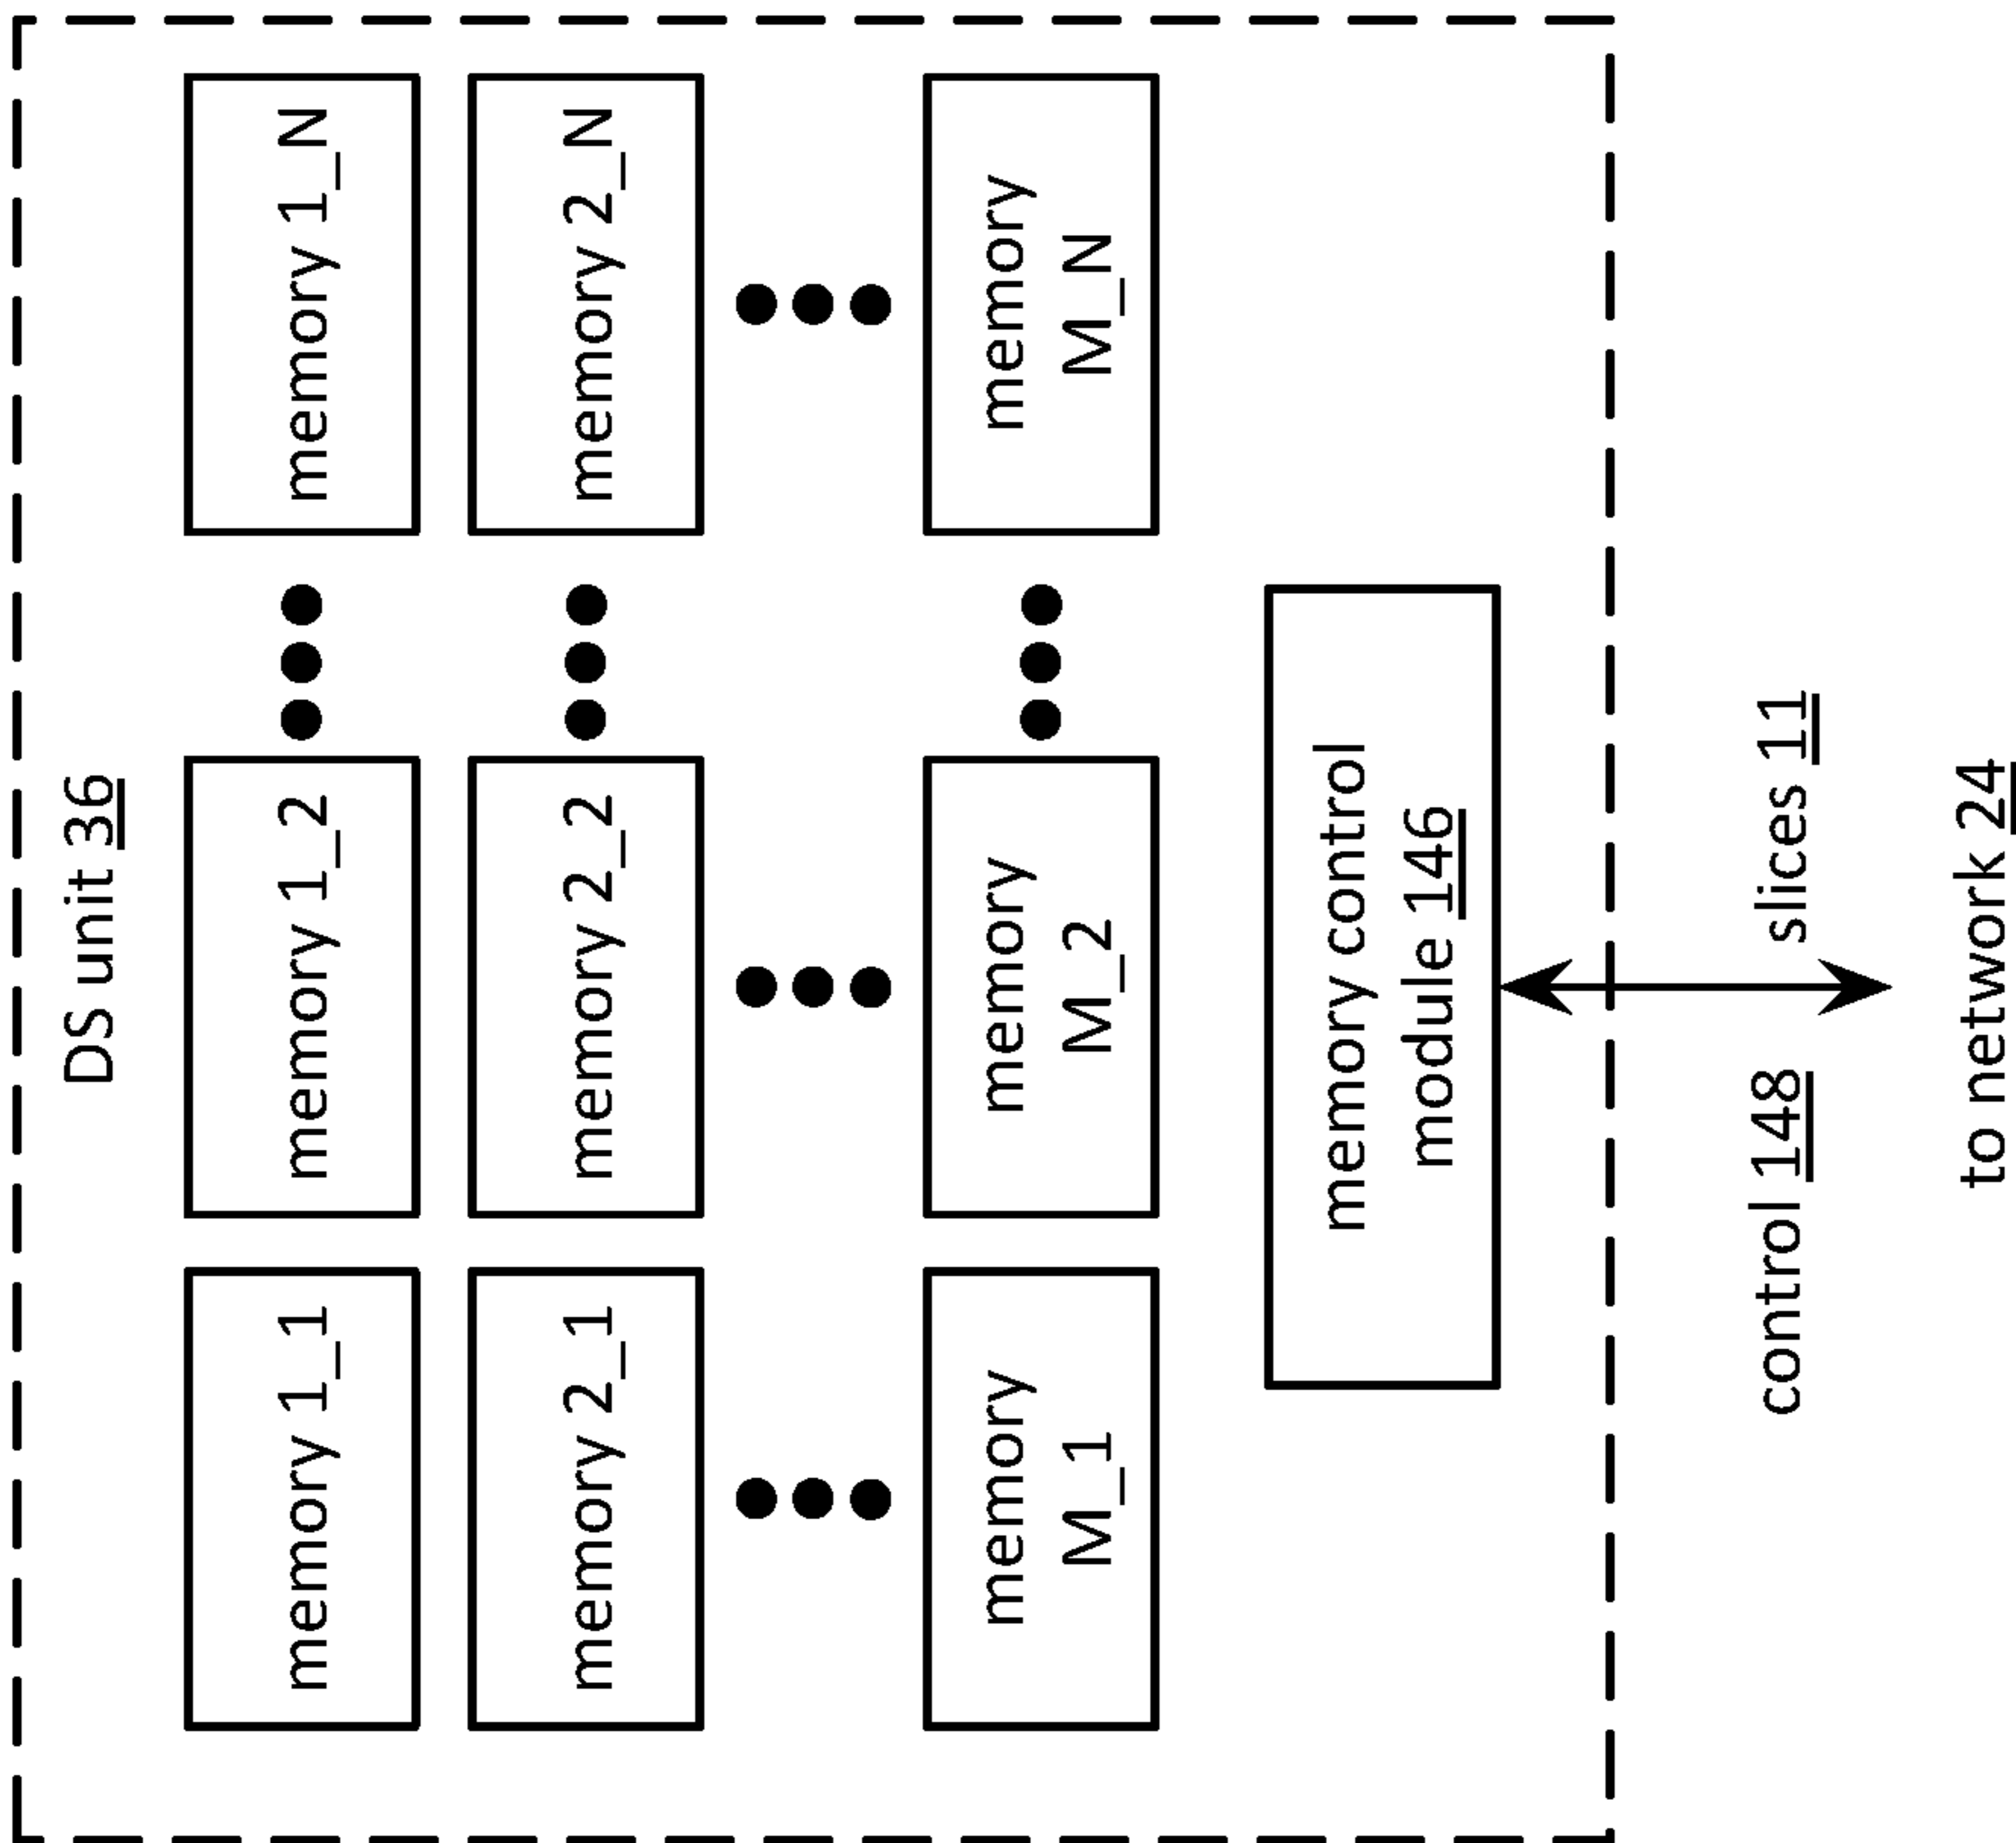 DS unit 36
memory 1_1
memory 1_2
memory 1_N
memory 2_1
memory 2_2
memory 2_N
memory
M_1
memory
M_2
memory
M_N
memory control
module 146
control 148
slices 11
to network 24